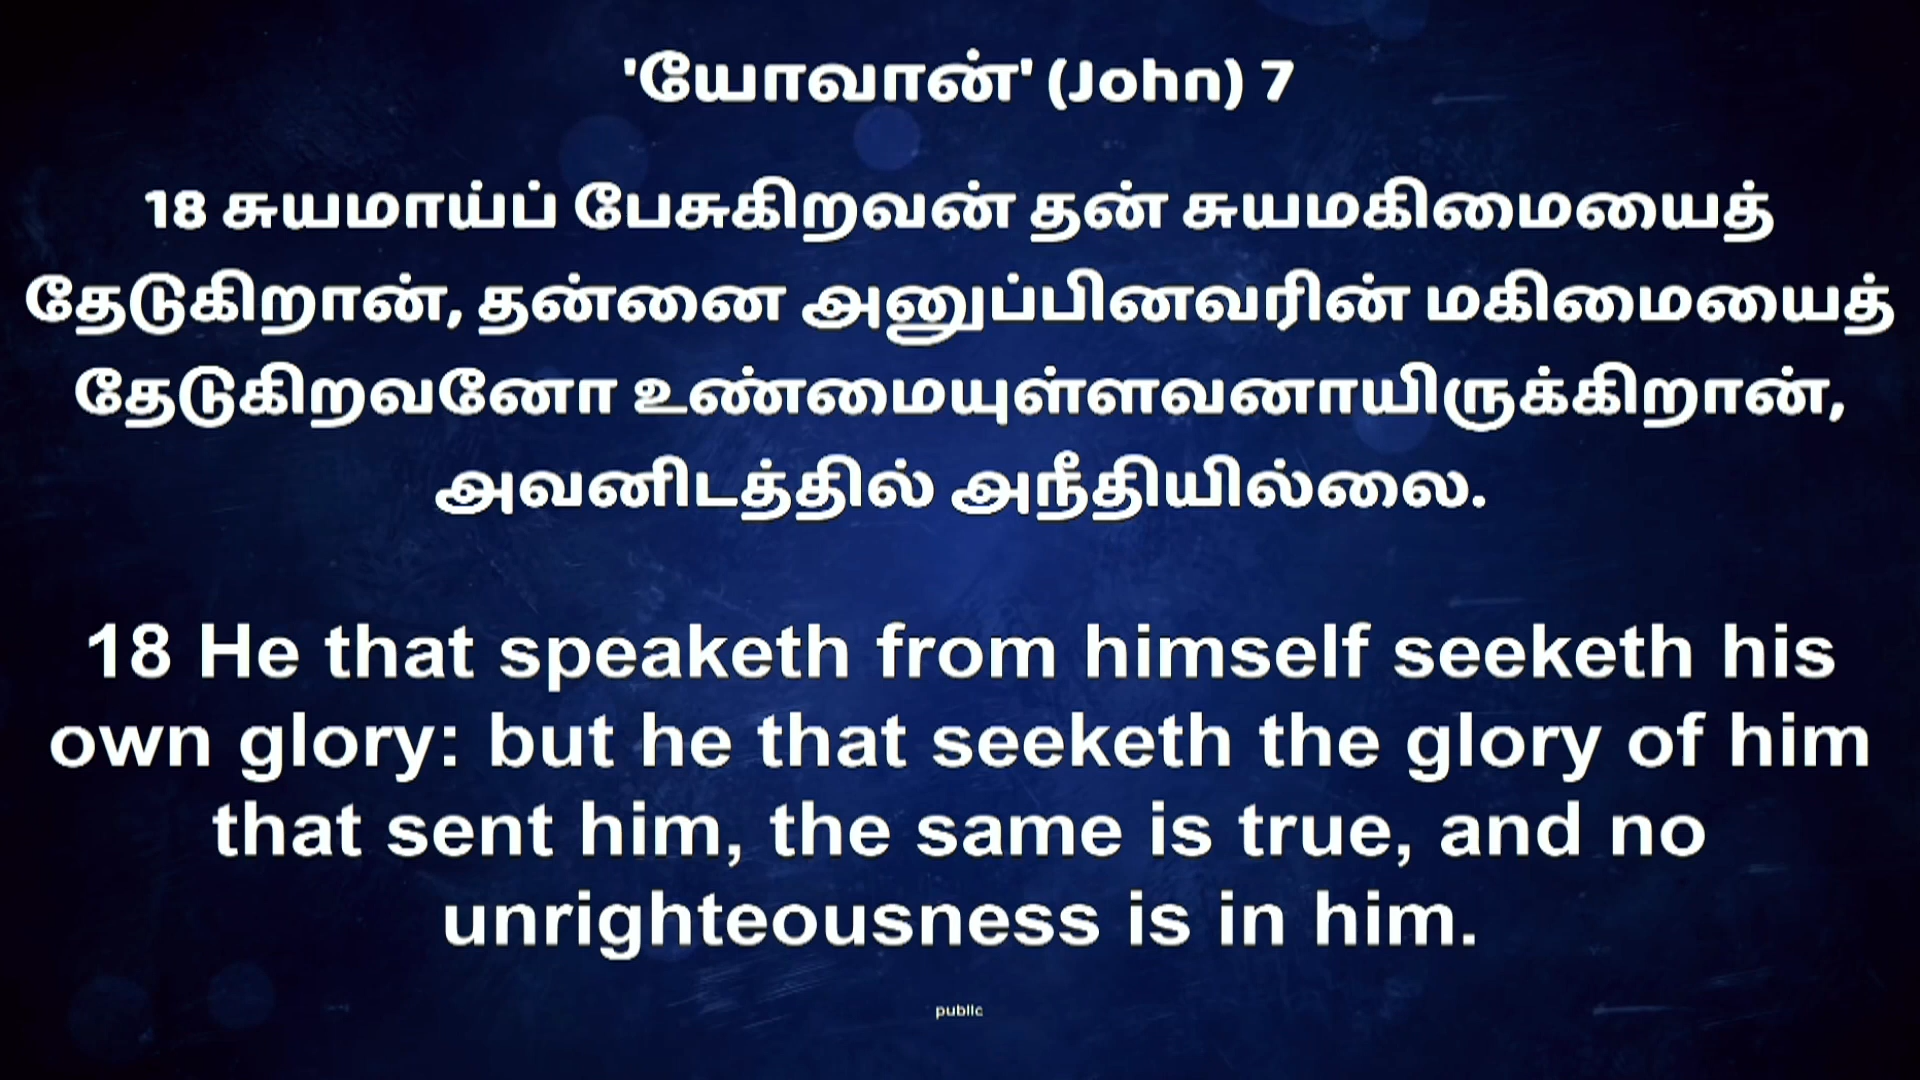 'யோவான்' (John) 7
18 சுயமாய்ப் பேசுகிறவன் தன் சுயமகிமையைத்
தேடுகிறான், தன்னை அனுப்பினவரின் மகிமையைத்
தேடுகிறவனோ உண்மையுள்ளவனாயிருக்கிறான்,
அவனிடத்தில் அநீதியில்லை.
18 He that speaketh from himself seeketh his
own glory: but he that seeketh the glory of him
that sent him, the same is true, and no
unrighteousness is in him.
public